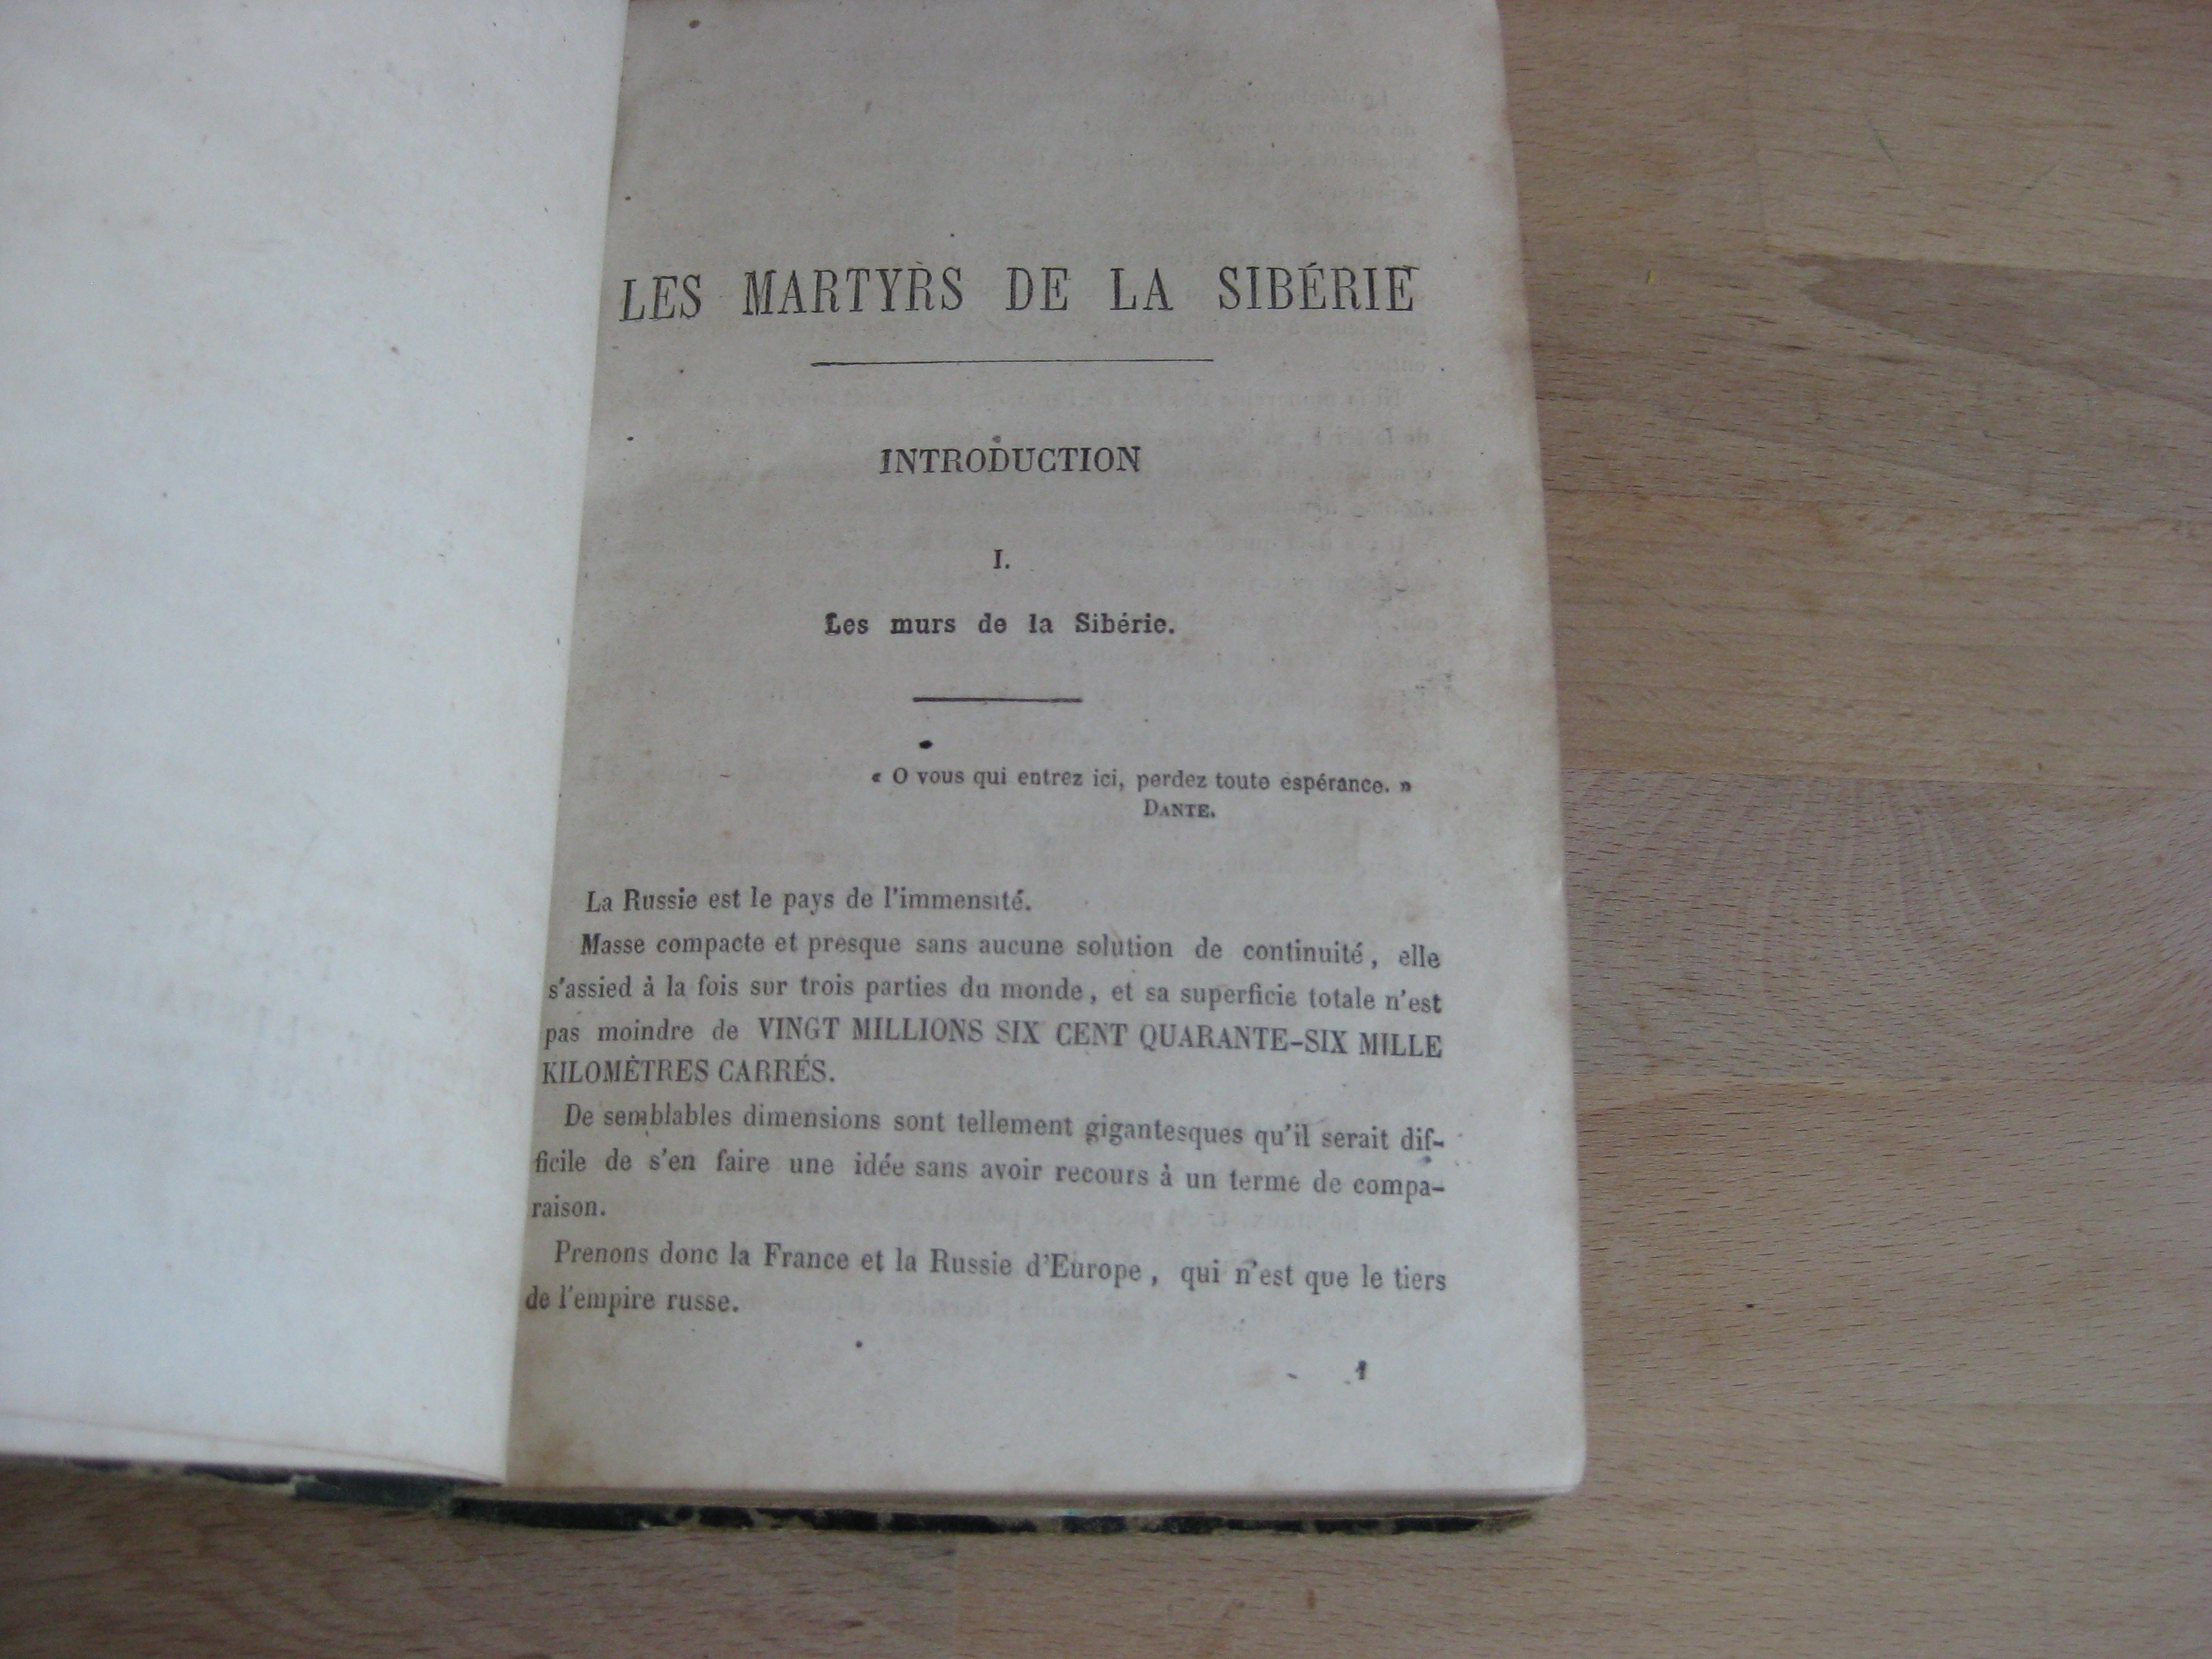 LES MARTYRS DE LA SIBÉRIE
INTRODUCTION
I.
Les murs de la Sibérie.
« O vous qui entrez ici, perdez toute espérance. »
DANTE.
La Russie est le pays de l'immensité.
Masse compacte et presque sans aucune solution de continuité, elle
s'assied à la fois sur trois parties du monde, et sa superficie totale n'est
pas moindre de VINGT MILLIONS SIX CENT QUARANTE-SIX MILLE
KILOMÈTRES CARRÉS.
De semblables dimensions sont tellement gigantesques qu'il serait dif-
ficile de s'en faire une idée sans avoir recours à un terme de compa-
raison.
Prenons donc la France et la Russie d'Europe, qui n'est que le tiers
de l'empire russe.
1